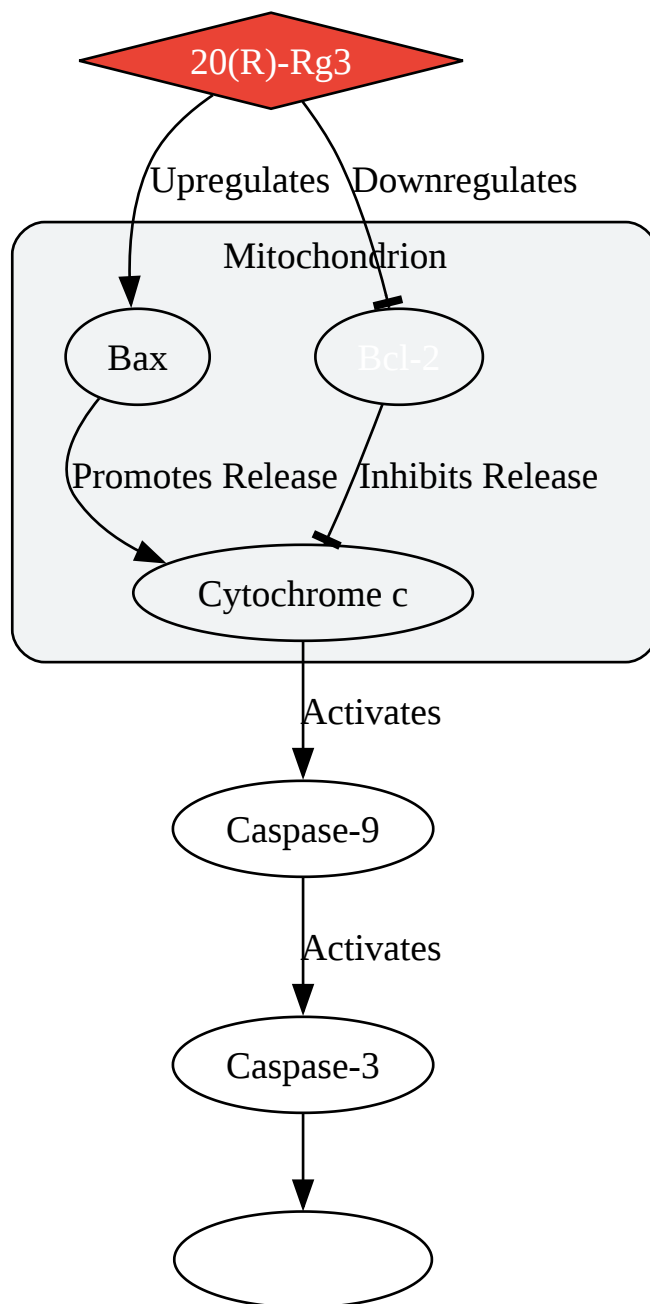 20(R)-Rg3
Upregulates
Downregulates
Mitochondrion
Bax
Bcl-2
Promotes Release
Inhibits Release
Cytochrome c
Activates
Caspase-9
Activates
Caspase-3